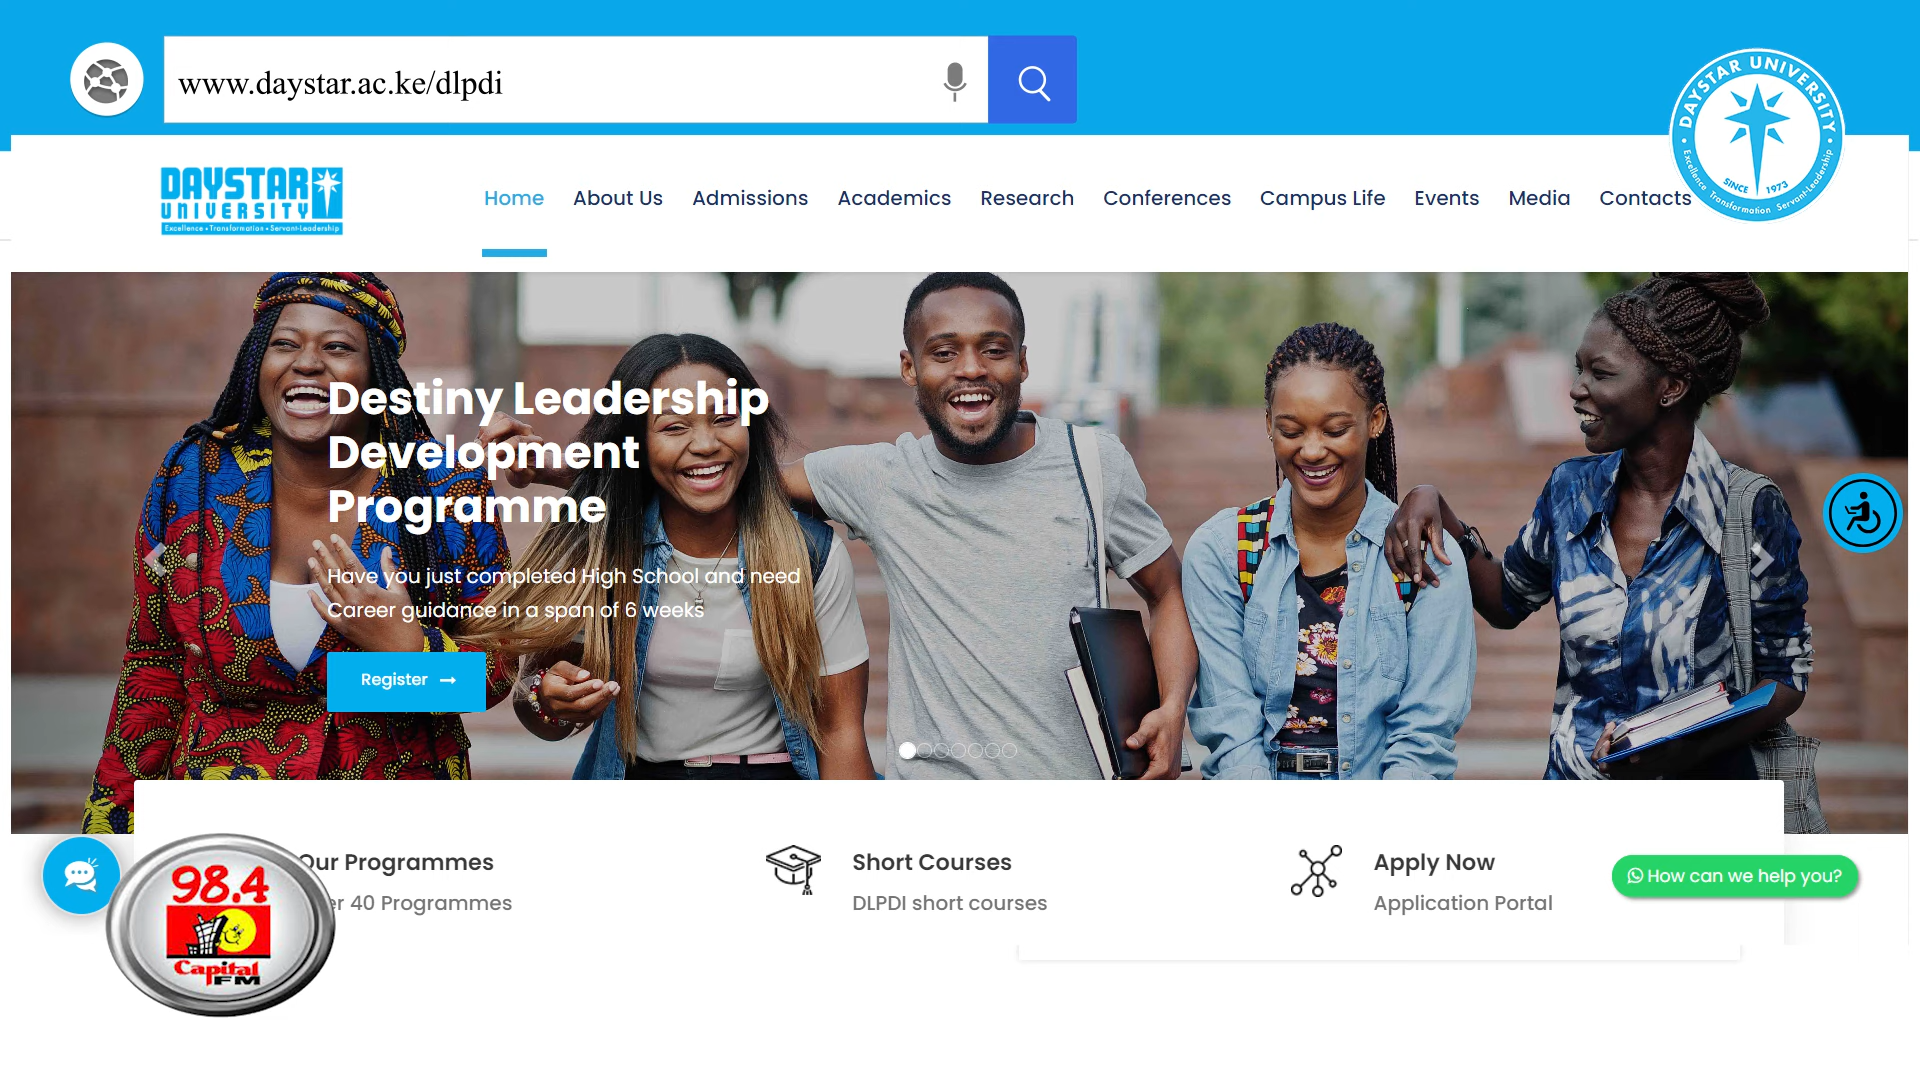 www.daystar.ac.ke/dlpdi
DAYSTAR UNIVERSITY
SINCE 1973
Excellence Transformation Servant-Leadership
DAYSTAR
UNIVERSITY
Excellence • Transformation • Servant-Leadership
Home About Us Admissions Academics Research Conferences Campus Life Events Media Contacts
Destiny Leadership
Development
Programme
Have you just completed High School and need
Career guidance in a span of 6 weeks
Register →
Our Programmes
40 Programmes
Short Courses
DLPDI short courses
Apply Now
Application Portal
How can we help you?
98.4
Capital
FM